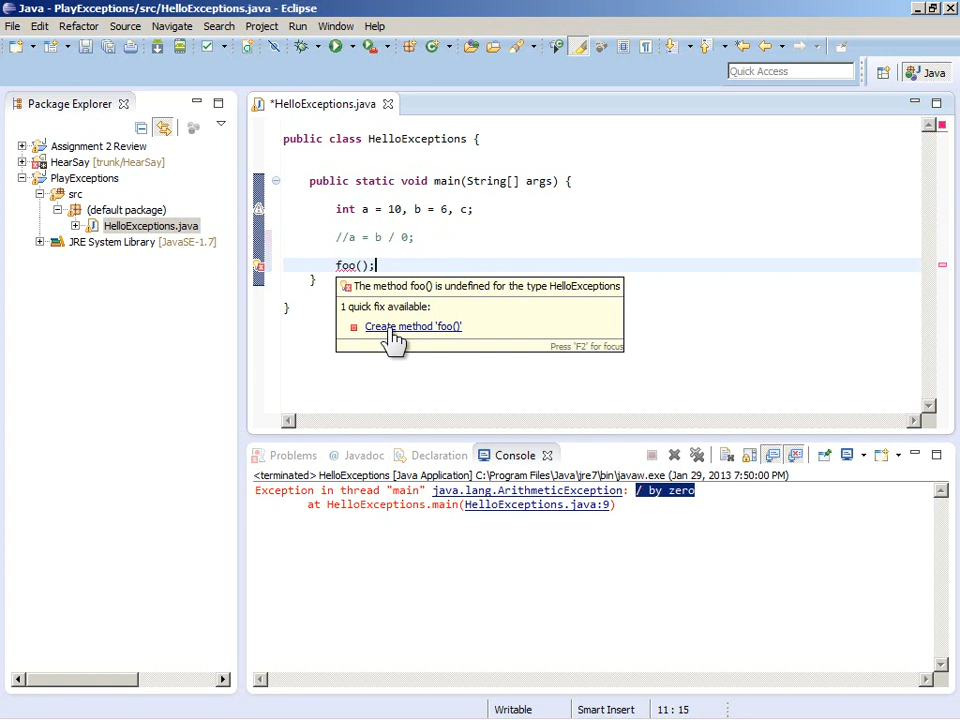 Java - PlayExceptions/src/HelloExceptions.java - Eclipse
File Edit Refactor Source Navigate Search Project Run Window Help
Quick Access
Java
Package Explorer
*HelloExceptions.java
Assignment 2 Review
HearSay [trunk/HearSay]
PlayExceptions
src
(default package)
HelloExceptions.java
JRE System Library [JavaSE-1.7]
public class HelloExceptions {
public static void main(String[] args) {
int a = 10, b = 6, c;
//a = b / 0;
foo();
}
}
The method foo() is undefined for the type HelloExceptions
1 quick fix available:
Create method 'foo()'
Press 'F2' for focus
Problems @ Javadoc Declaration Console
<terminated> HelloExceptions [Java Application] C:\Program Files\Java\jre7\bin\javaw.exe (Jan 29, 2013 7:50:00 PM)
Exception in thread "main" java.lang.ArithmeticException: / by zero
at HelloExceptions.main(HelloExceptions.java:9)
Writable Smart Insert 11 : 15